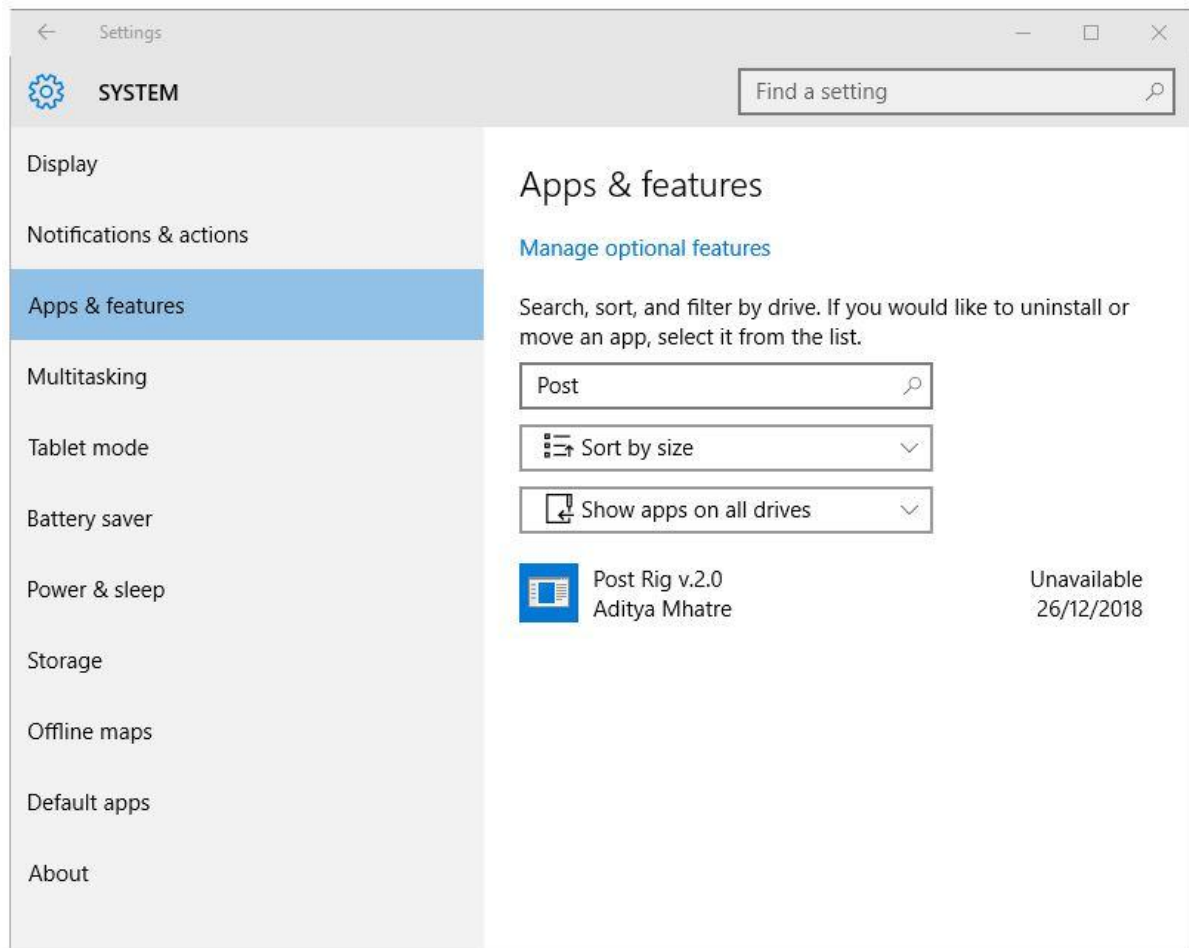 Settings
SYSTEM
Find a setting
Display
Notifications & actions
Apps & features
Multitasking
Tablet mode
Battery saver
Power & sleep
Storage
Offline maps
Default apps
About
Apps & features
Manage optional features
Search, sort, and filter by drive. If you would like to uninstall or
move an app, select it from the list.
Post
Sort by size
Show apps on all drives
Post Rig v.2.0
Unavailable
Aditya Mhatre
26/12/2018